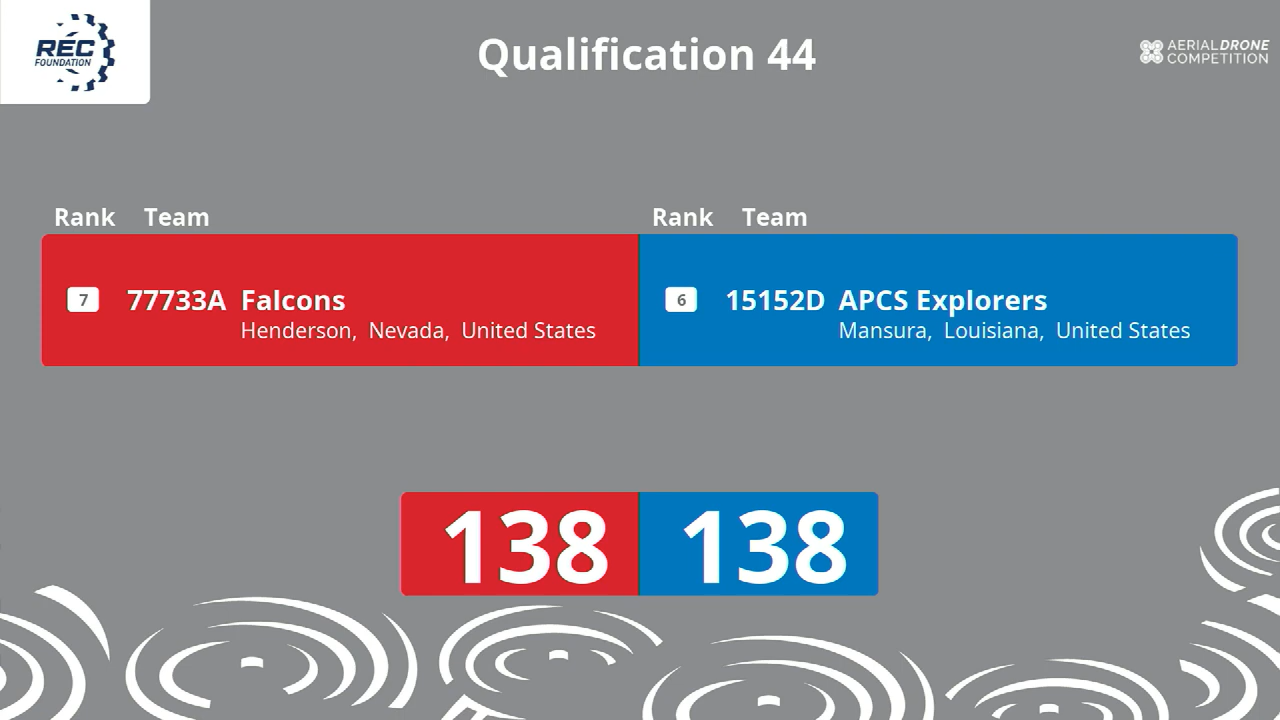 REC
FOUNDATION
Qualification 44
AERIALDRONE
COMPETITION
Rank Team
7 77733A Falcons
Henderson, Nevada, United States
Rank Team
6 15152D APCS Explorers
Mansura, Louisiana, United States
138 138